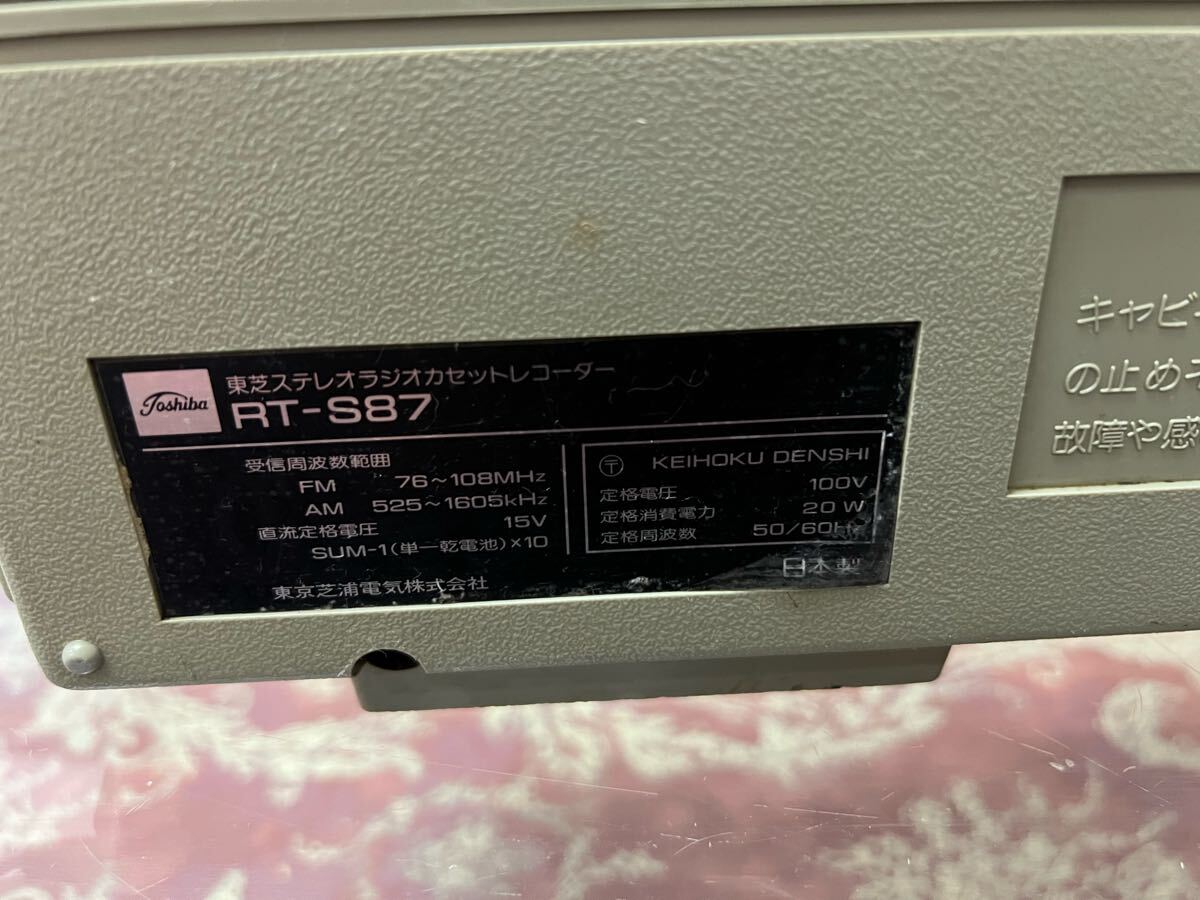 Toshiba
東芝ステレオラジオカセットレコーダー
RT-S87
受信周波数範囲
FM 76～108MHz
AM 525～1605kHz
直流定格電圧 15V
SUM-1(単一乾電池)×10
東京芝浦電気株式会社
〒 KEIHOKU DENSHI
定格電圧 100V
定格消費電力 20W
定格周波数 50/60Hz
日本製
キャビ
の止めネ
故障や感